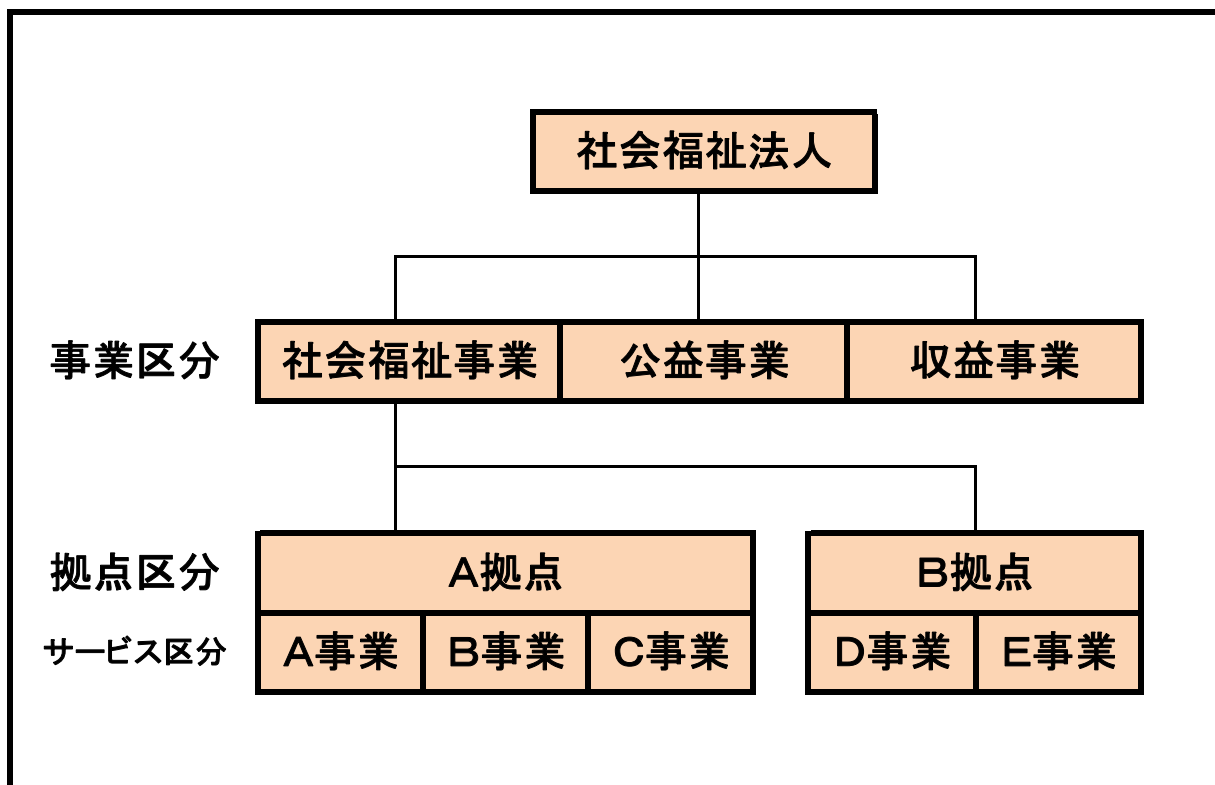 社会福祉法人
事業区分 社会福祉事業 公益事業 収益事業
拠点区分 A拠点 B拠点
サービス区分 A事業 B事業 C事業 D事業 E事業